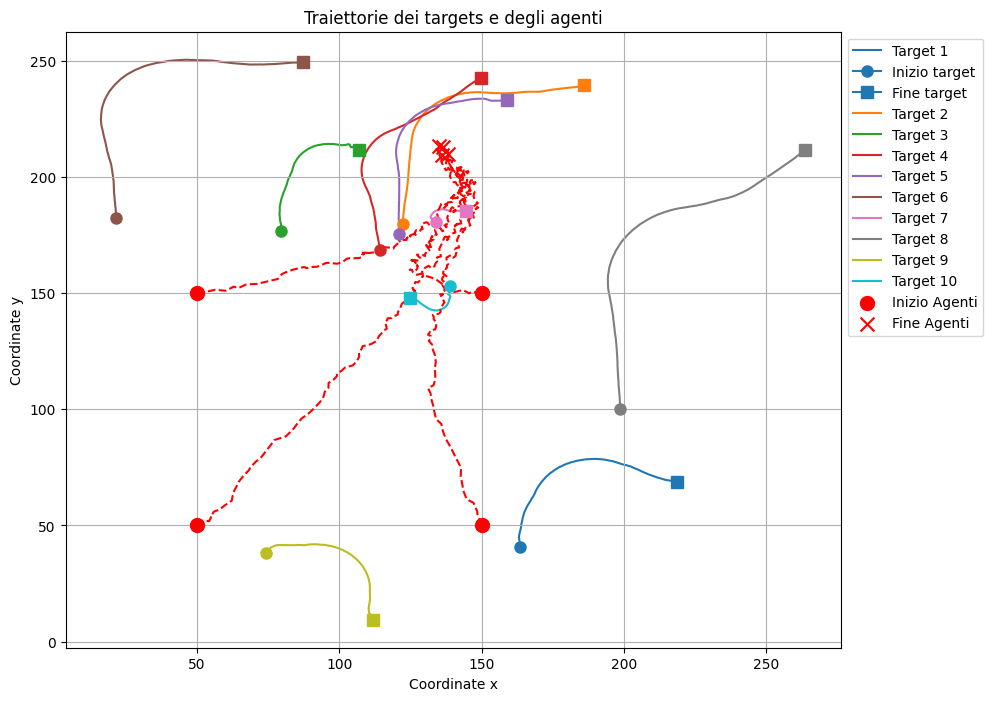 Traiettorie dei targets e degli agenti
Target 1
Inizio target
Fine target
Target 2
Target 3
Target 4
Target 5
Target 6
Target 7
Target 8
Target 9
Target 10
Inizio Agenti
Fine Agenti
250
200
150
100
50
0
Coordinate y
50
100
150
200
250
Coordinate x